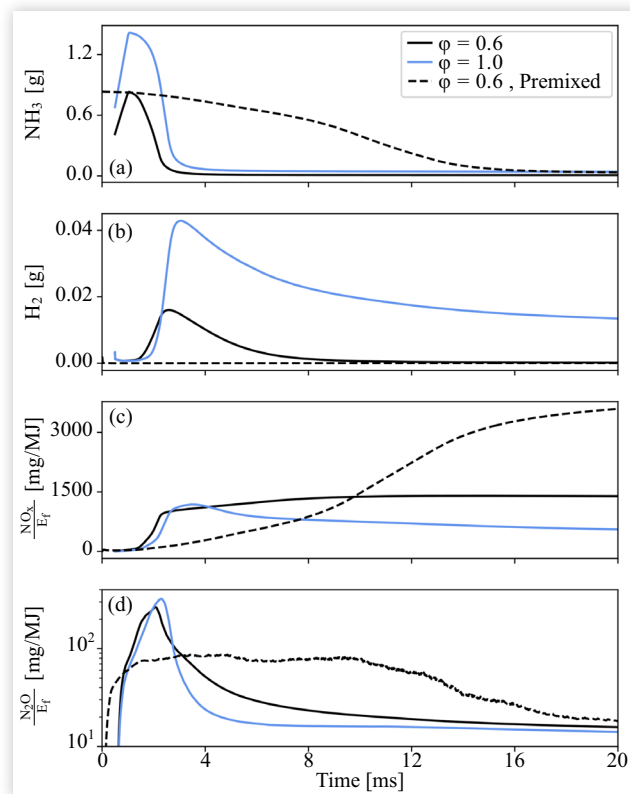 φ = 0.6
φ = 1.0
φ = 0.6 , Premixed
NH₃ [g]
1.2
0.6
0.0
(a)
H₂ [g]
0.04
0.02
0.00
(b)
NOₓ/E_f [mg/MJ]
3000
1500
0
(c)
N₂O/E_f [mg/MJ]
10²
10¹
(d)
0 4 8 12 16 20
Time [ms]